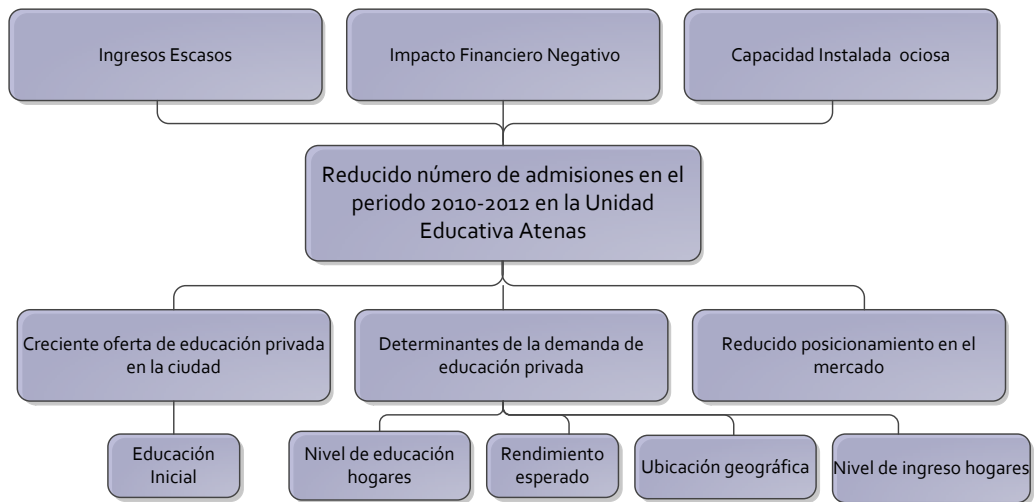 Ingresos Escasos
Impacto Financiero Negativo
Capacidad Instalada ociosa
Reducido número de admisiones en el
periodo 2010-2012 en la Unidad
Educativa Atenas
Creciente oferta de educación privada
en la ciudad
Determinantes de la demanda de
educación privada
Reducido posicionamiento en el
mercado
Educación
Inicial
Nivel de educación
hogares
Rendimiento
esperado
Ubicación geográfica
Nivel de ingreso hogares